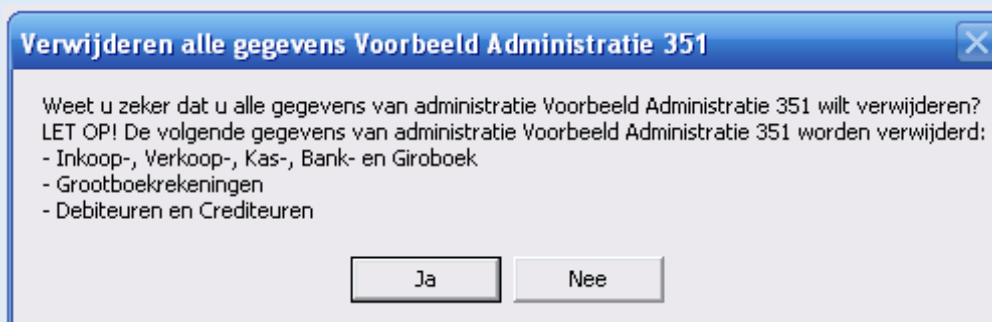 Verwijderen alle gegevens Voorbeeld Administratie 351
Weet u zeker dat u alle gegevens van administratie Voorbeeld Administratie 351 wilt verwijderen?
LET OP! De volgende gegevens van administratie Voorbeeld Administratie 351 worden verwijderd:
- Inkoop-, Verkoop-, Kas-, Bank- en Giroboek
- Grootboekrekeningen
- Debiteuren en Crediteuren
Ja
Nee